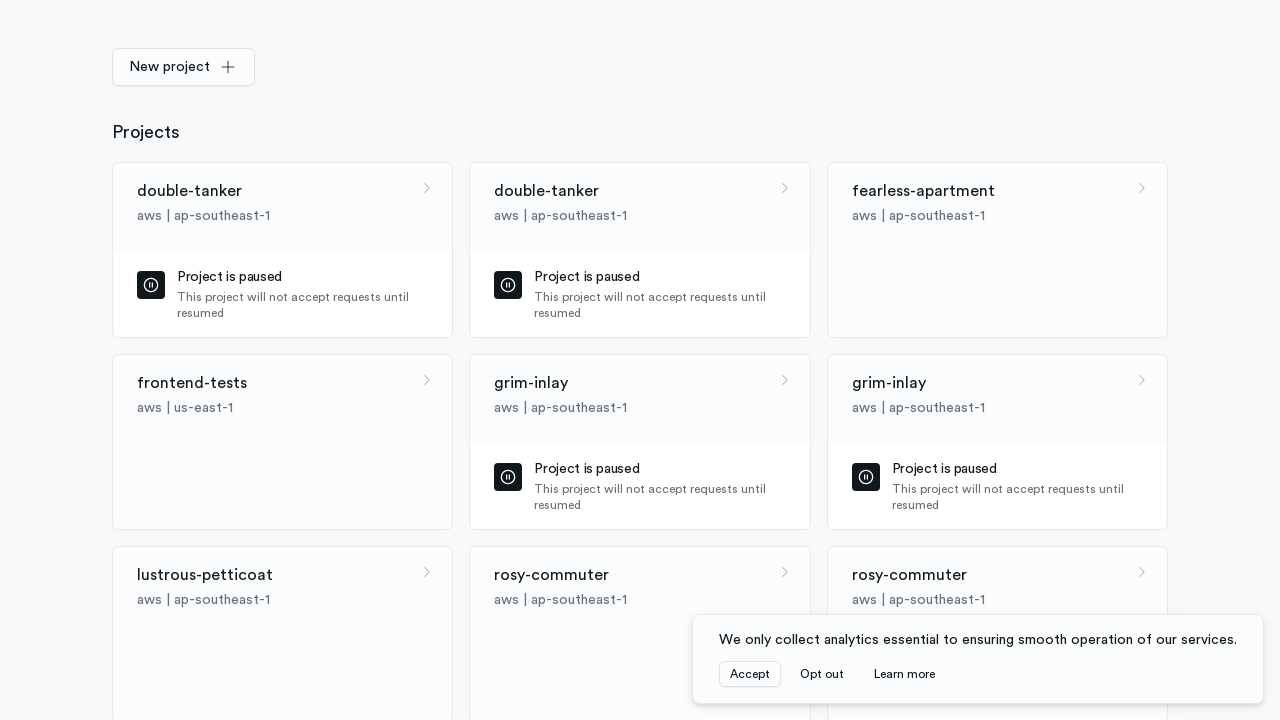 New project
Projects
double-tanker
aws | ap-southeast-1
Project is paused
This project will not accept requests until
resumed
double-tanker
aws | ap-southeast-1
Project is paused
This project will not accept requests until
resumed
fearless-apartment
aws | ap-southeast-1
frontend-tests
aws | us-east-1
grim-inlay
aws | ap-southeast-1
Project is paused
This project will not accept requests until
resumed
grim-inlay
aws | ap-southeast-1
Project is paused
This project will not accept requests until
resumed
lustrous-petticoat
aws | ap-southeast-1
rosy-commuter
aws | ap-southeast-1
rosy-commuter
aws | ap-southeast-1
We only collect analytics essential to ensuring smooth operation of our services.
Accept Opt out Learn more